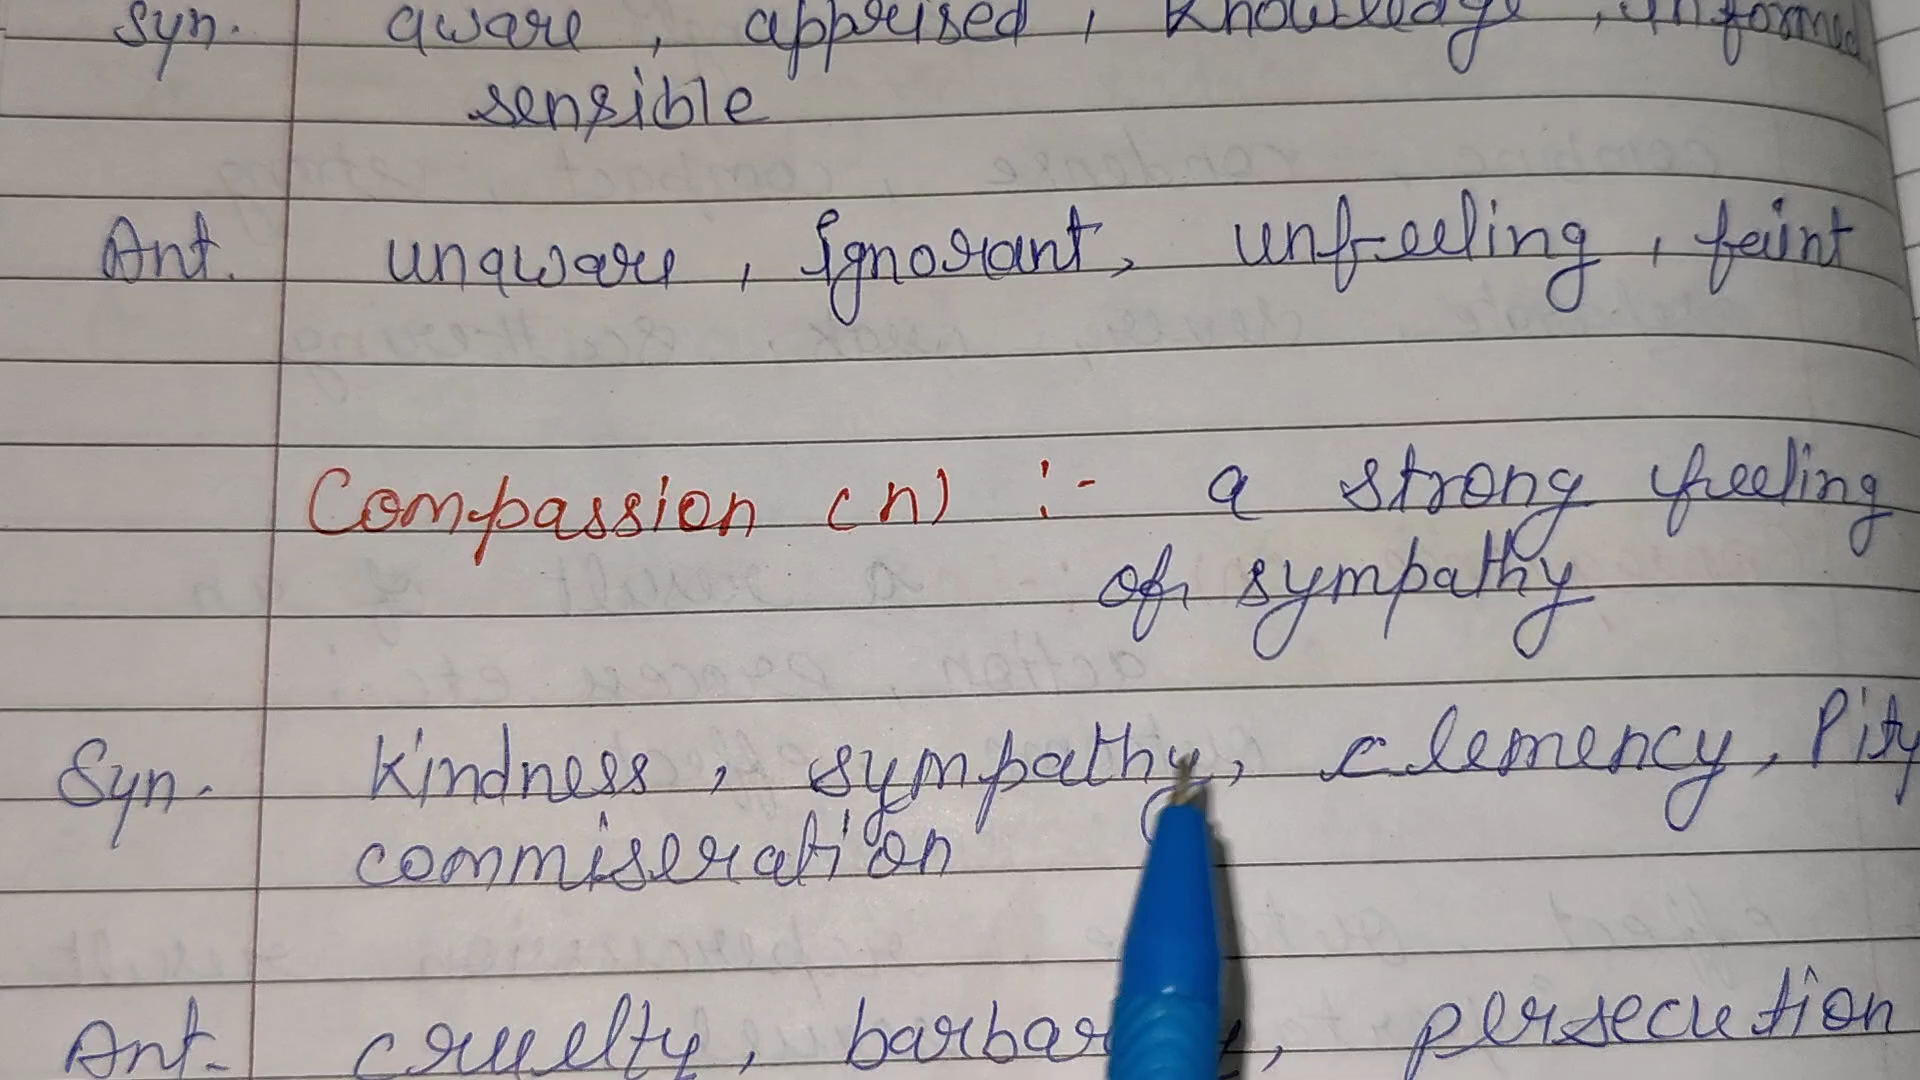 Syn. aware, apprised, Knowledge, informed
sensible
Ant. unaware, Ignorant, unfeeling, feint
Compassion (n) :- a strong feeling
of sympathy
Syn. Kindness, sympathy, clemency, Pity
commiseration
Ant. cruelty, persecution